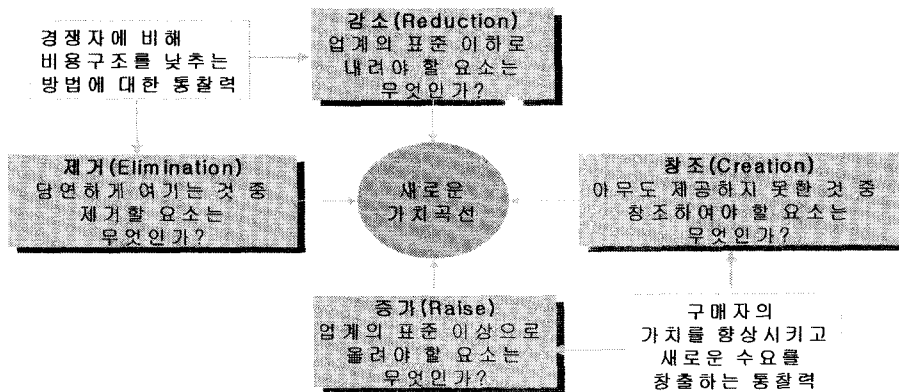 경쟁자에 비해
비용구조를 낮추는
방법에 대한 통찰력
감소(Reduction)
업계의 표준 이하로
내려야 할 요소는
무엇인가?
제거(Elimination)
당연하게 여기는 것 중
제거할 요소는
무엇인가?
새로운
가치곡선
창조(Creation)
아무도 제공하지 못한 것 중
창조하여야 할 요소는
무엇인가?
증가(Raise)
업계의 표준 이상으로
올려야 할 요소는
무엇인가?
구매자의
가치를 향상시키고
새로운 수요를
창출하는 통찰력